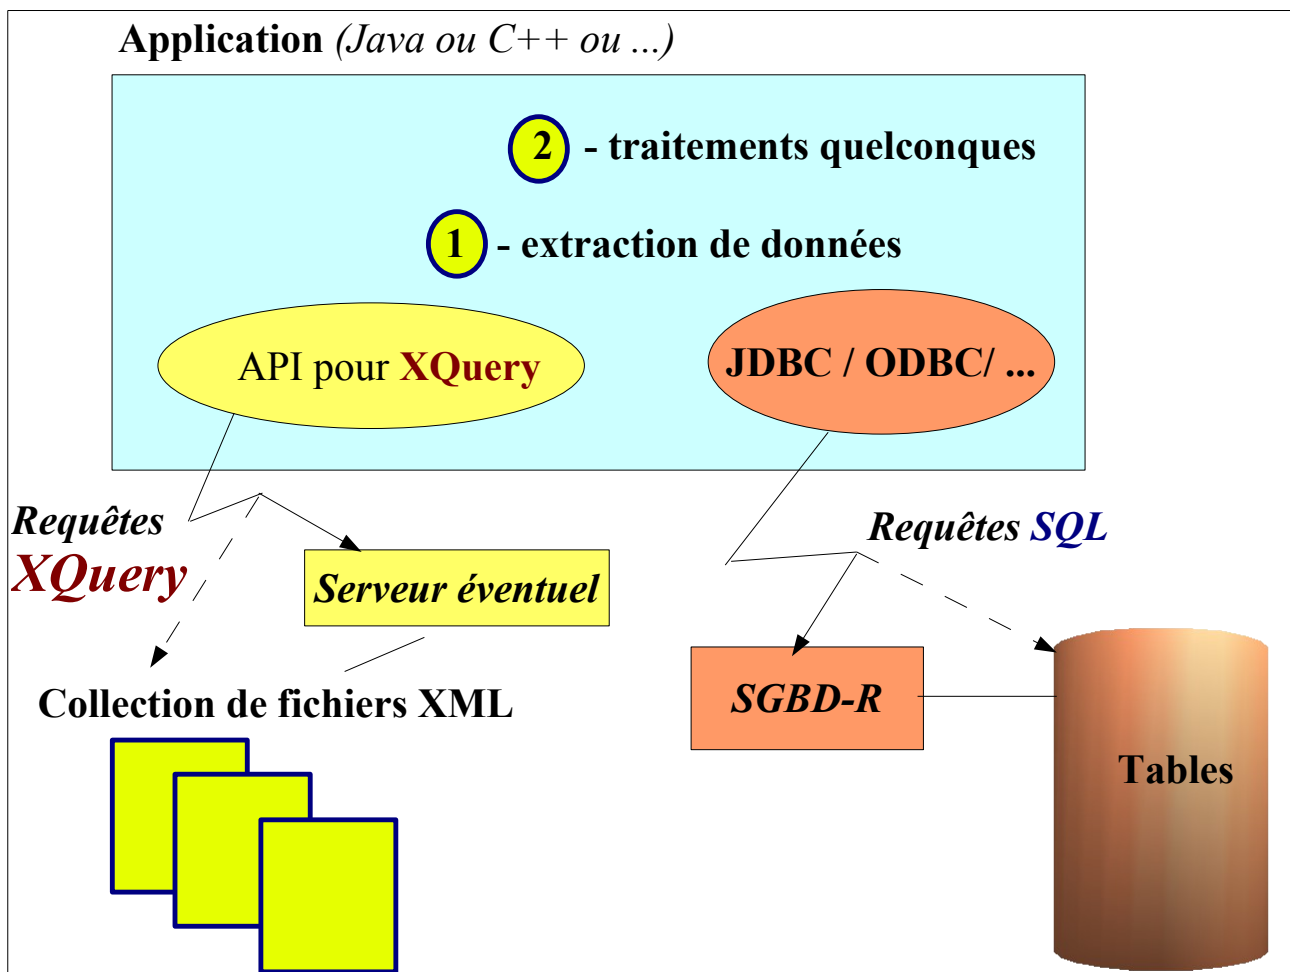 Application (Java ou C++ ou ...)
2 - traitements quelconques
1 - extraction de données
API pour XQuery
JDBC / ODBC/ ...
Requêtes
XQuery
Requêtes SQL
Serveur éventuel
Collection de fichiers XML
SGBD-R
Tables